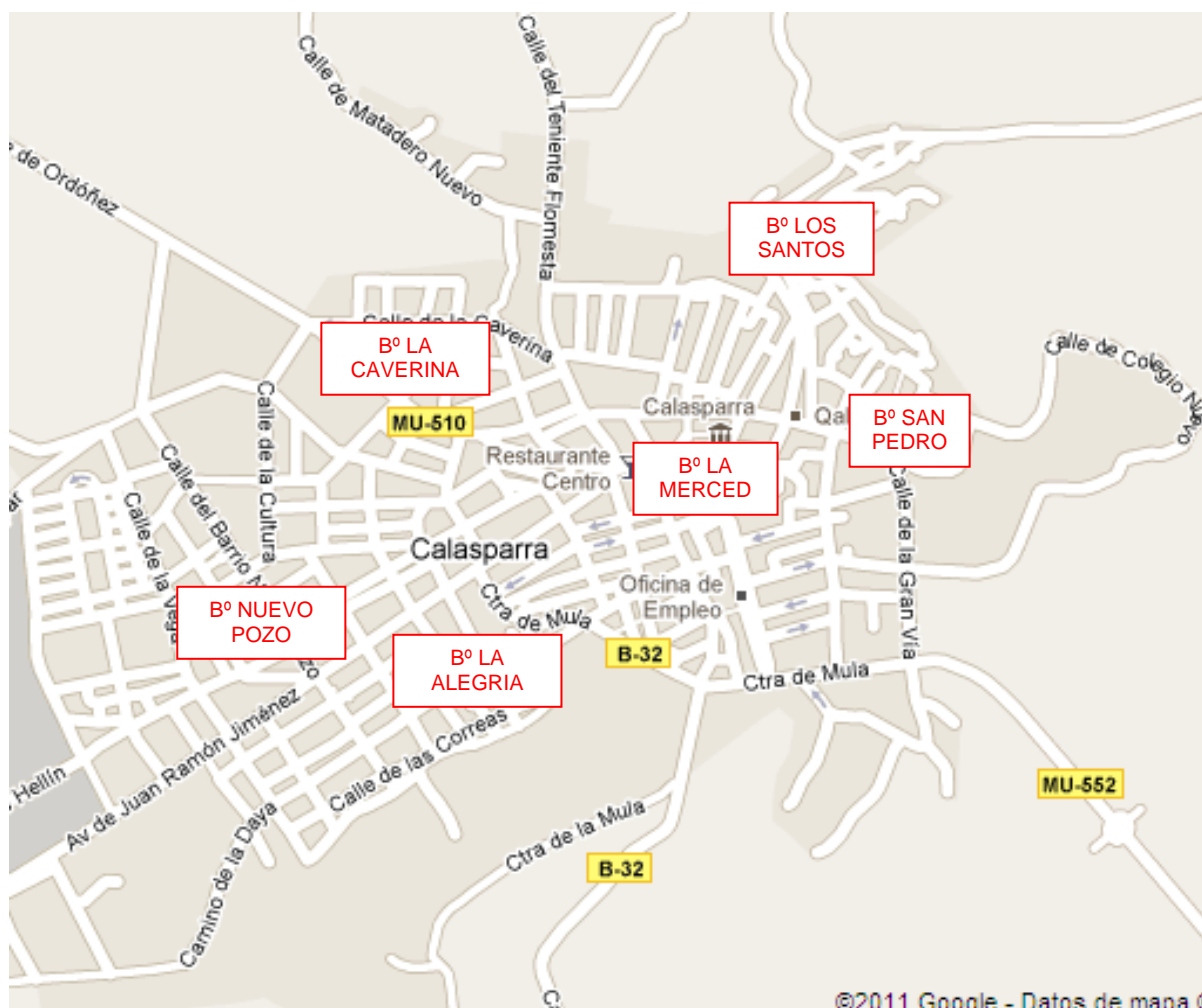 Calle de Matadero Nuevo
Calle del Teniente Flomesta
de Ordóñez
Bº LOS
SANTOS
Calle de la Caverina
Bº LA
CAVERINA
Calle de Colegio Nuevo
MU-510
Calasparra
Bº SAN
PEDRO
Restaurante
Centro
Bº LA
MERCED
Calle de la Cultura
Calle del Barrio
Calle de la Vega
Calle de la Gran Vía
Calasparra
Oficina de
Empleo
Bº NUEVO
POZO
Ctra de Mula
B-32
Bº LA
ALEGRIA
Ctra de Mula
Av de Juan Ramón Jiménez
Calle de las Correas
Hellín
MU-552
Camino de la Daya
Ctra de la Mula
B-32
©2011 Google - Datos de mapa